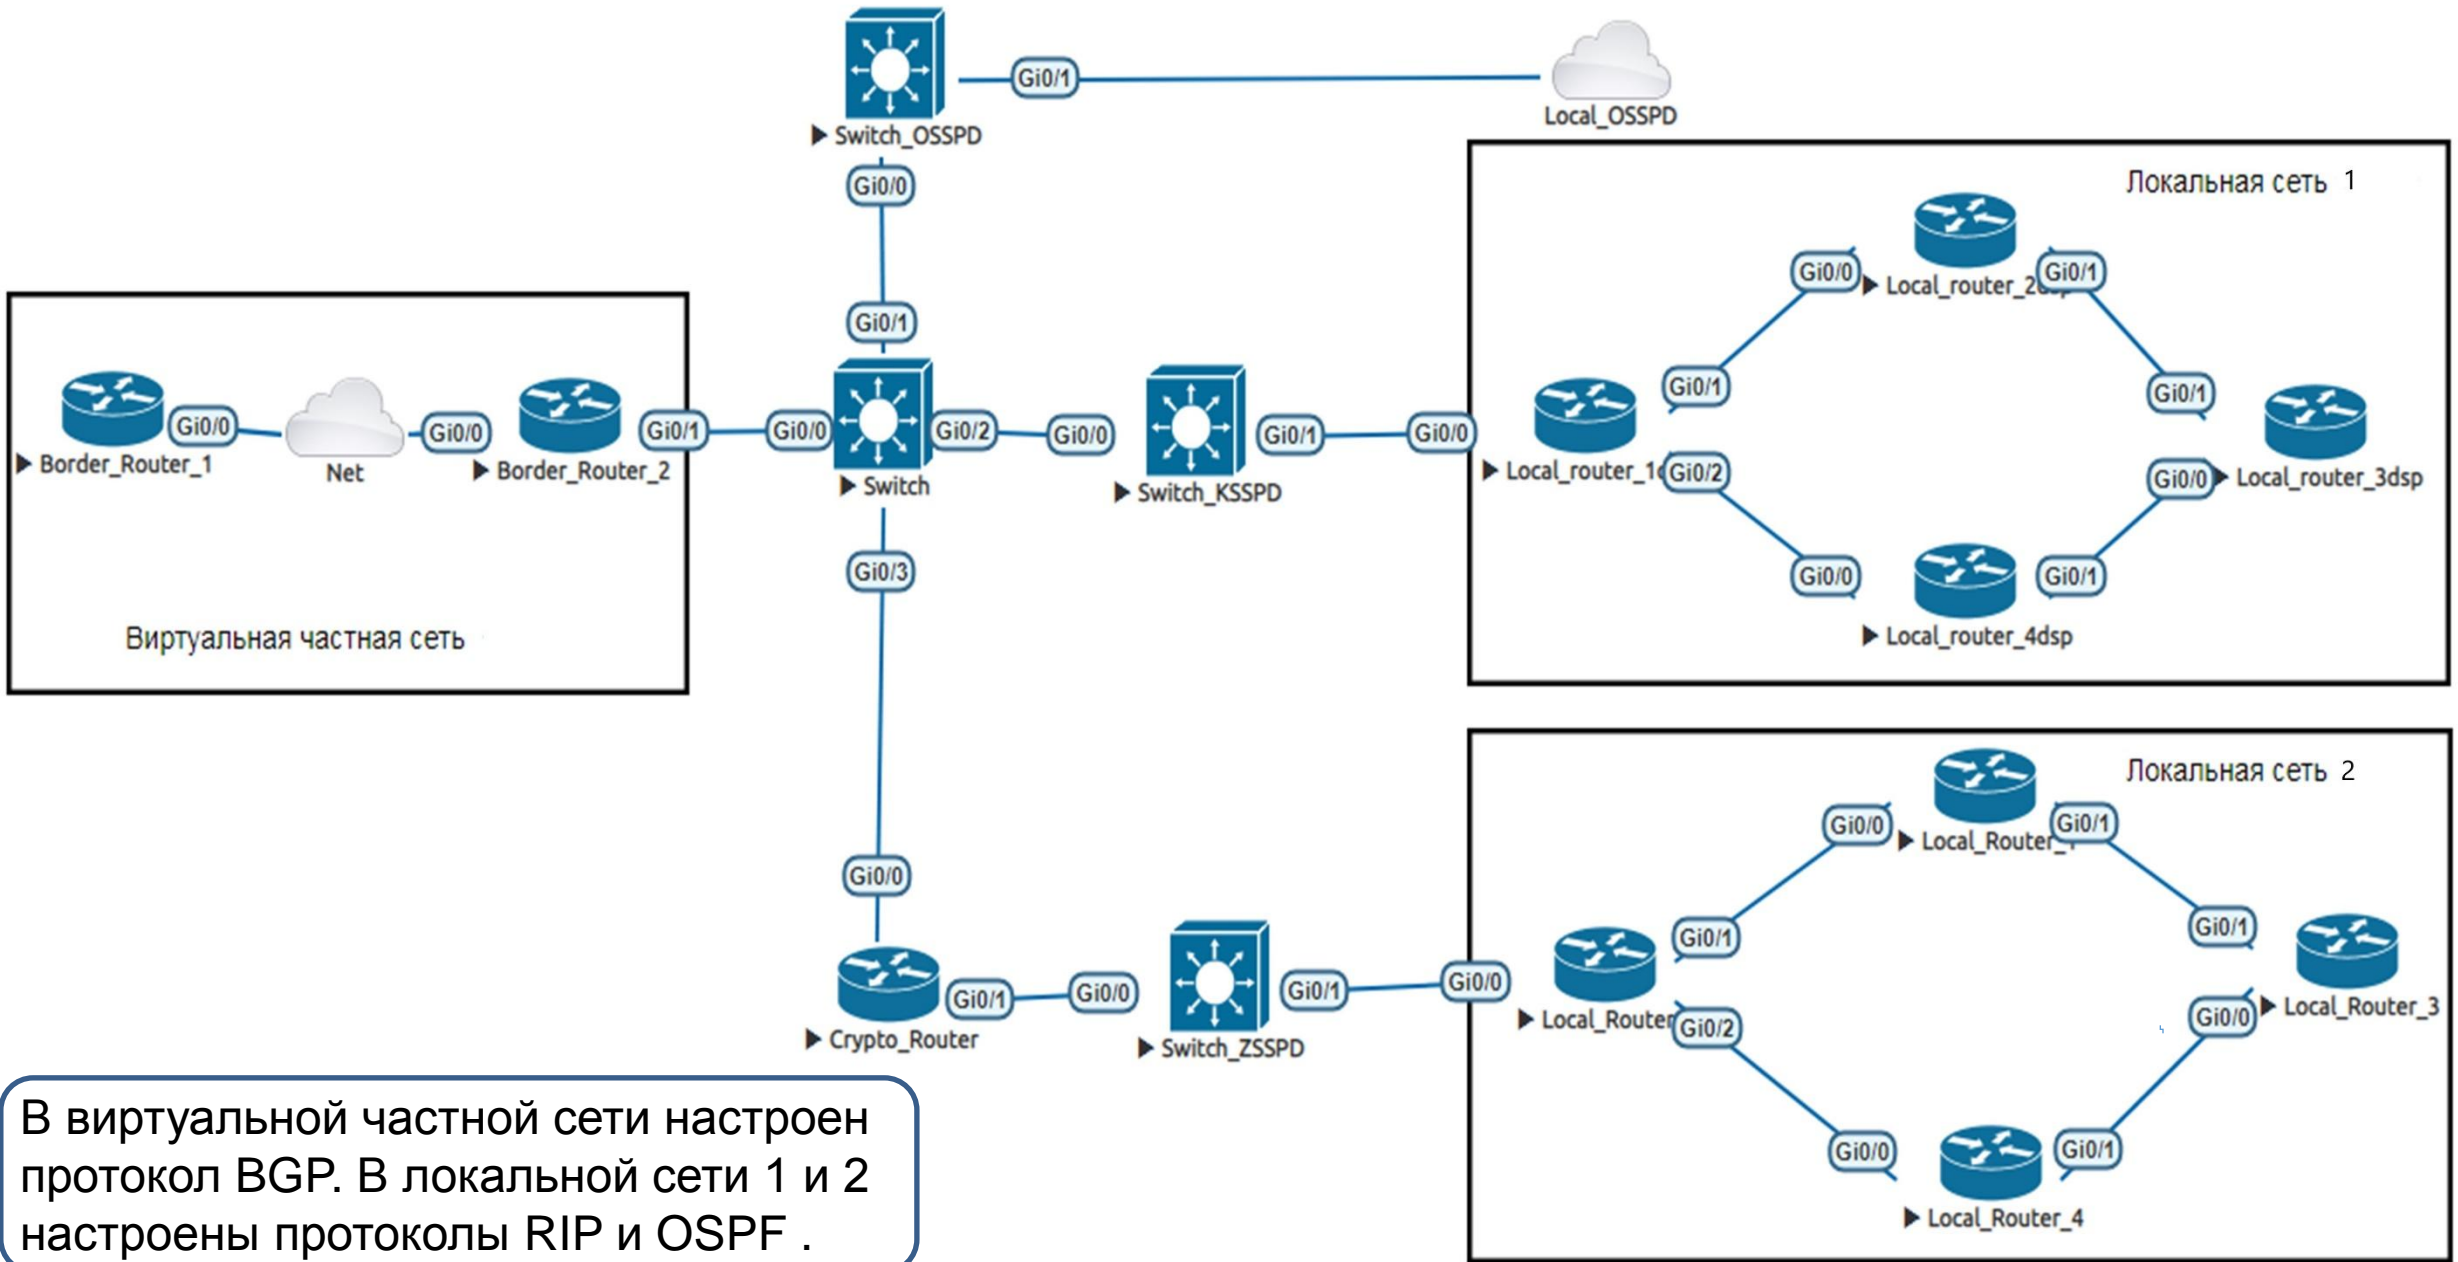 Gi0/1
Local_OSSPD
Switch_OSSPD
Gi0/0
Gi0/1
Локальная сеть 1
Gi0/0
Gi0/1
Gi0/1
Gi0/1
Gi0/2
Gi0/0
Local_router_3dsp
Gi0/0
Gi0/1
Local_router_4dsp
Gi0/0
Border_Router_1
Net
Gi0/0
Border_Router_2
Gi0/1
Gi0/0
Switch
Gi0/2
Gi0/0
Switch_KSSPD
Gi0/1
Gi0/0
Виртуальная частная сеть
Gi0/3
Gi0/0
Crypto_Router
Gi0/1
Gi0/0
Switch_ZSSPD
Gi0/1
Gi0/0
Локальная сеть 2
Gi0/0
Gi0/1
Gi0/1
Gi0/1
Local_Router
Gi0/2
Gi0/0
Local_Router_3
Gi0/0
Gi0/1
Local_Router_4
В виртуальной частной сети настроен
протокол BGP. В локальной сети 1 и 2
настроены протоколы RIP и OSPF .